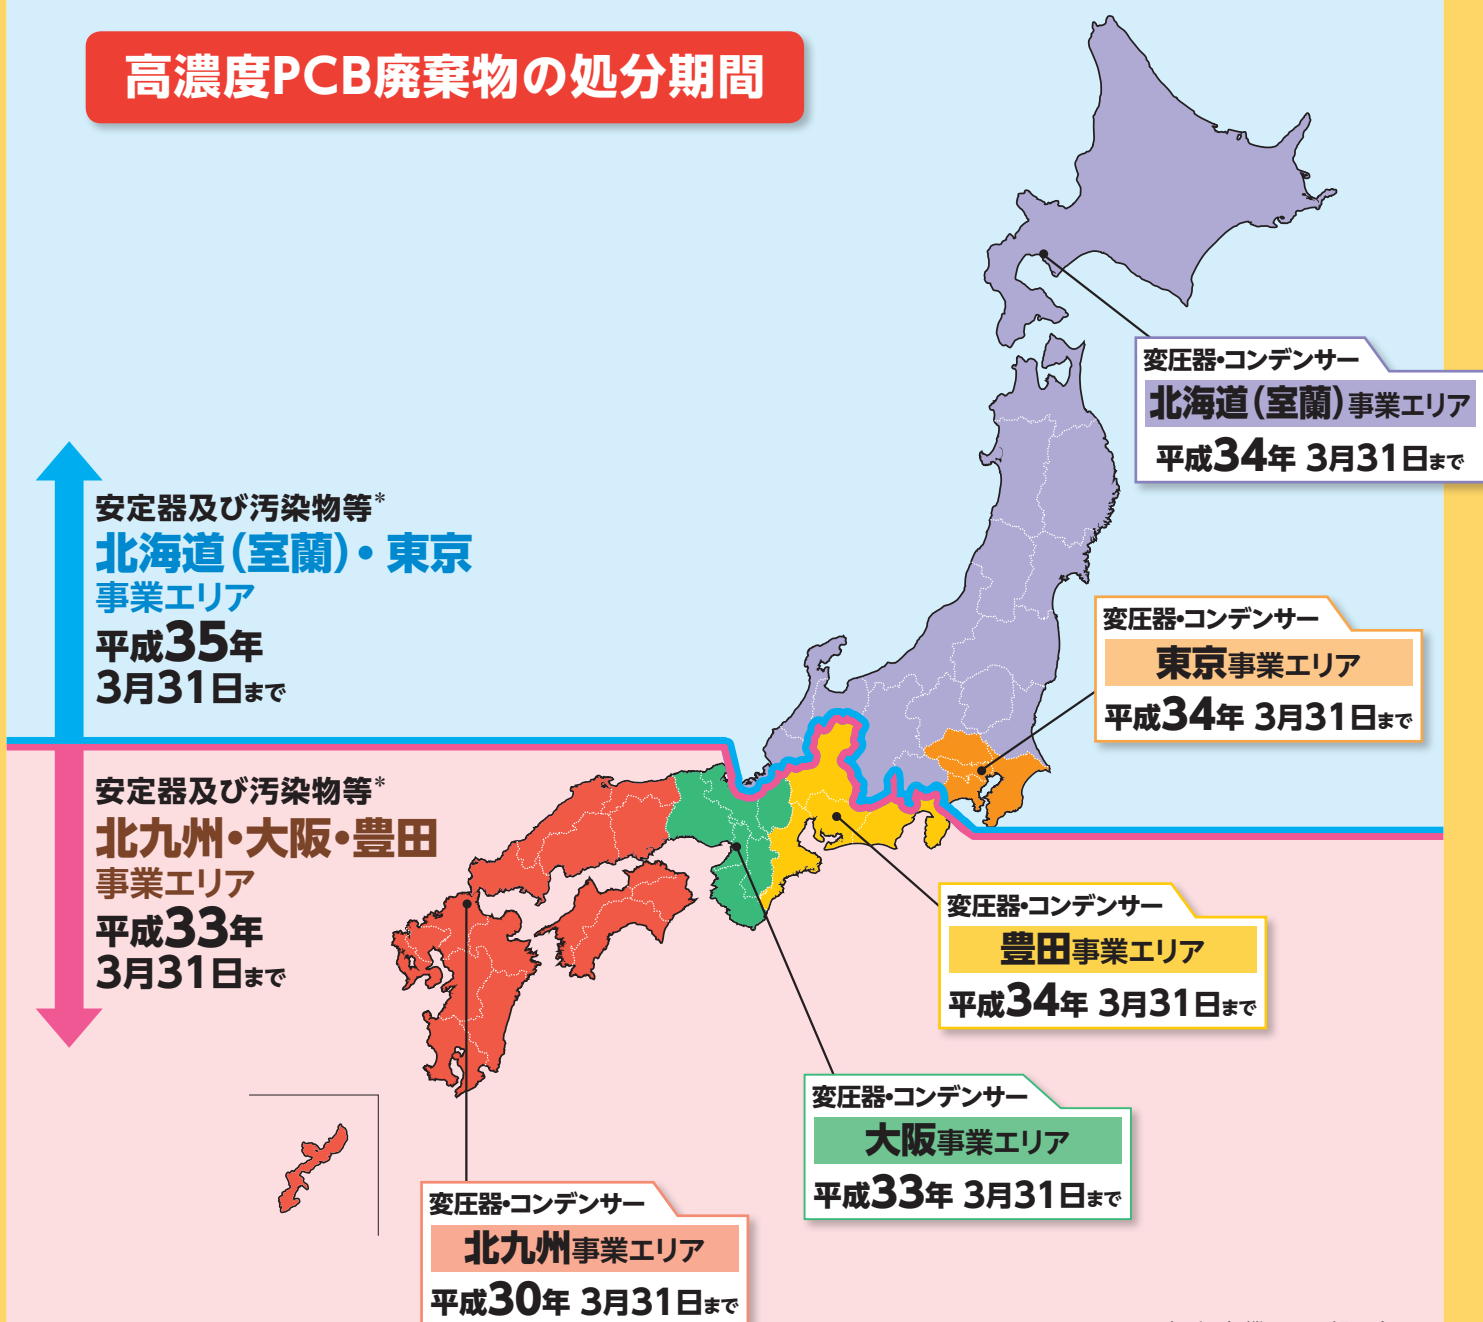 高濃度PCB廃棄物の処分期間
変圧器・コンデンサー
北海道(室蘭)事業エリア
平成34年 3月31日まで
安定器及び汚染物等*
北海道(室蘭)・東京
事業エリア
平成35年
3月31日まで
変圧器・コンデンサー
東京事業エリア
平成34年 3月31日まで
安定器及び汚染物等*
北九州・大阪・豊田
事業エリア
平成33年
3月31日まで
変圧器・コンデンサー
豊田事業エリア
平成34年 3月31日まで
変圧器・コンデンサー
大阪事業エリア
平成33年 3月31日まで
変圧器・コンデンサー
北九州事業エリア
平成30年 3月31日まで